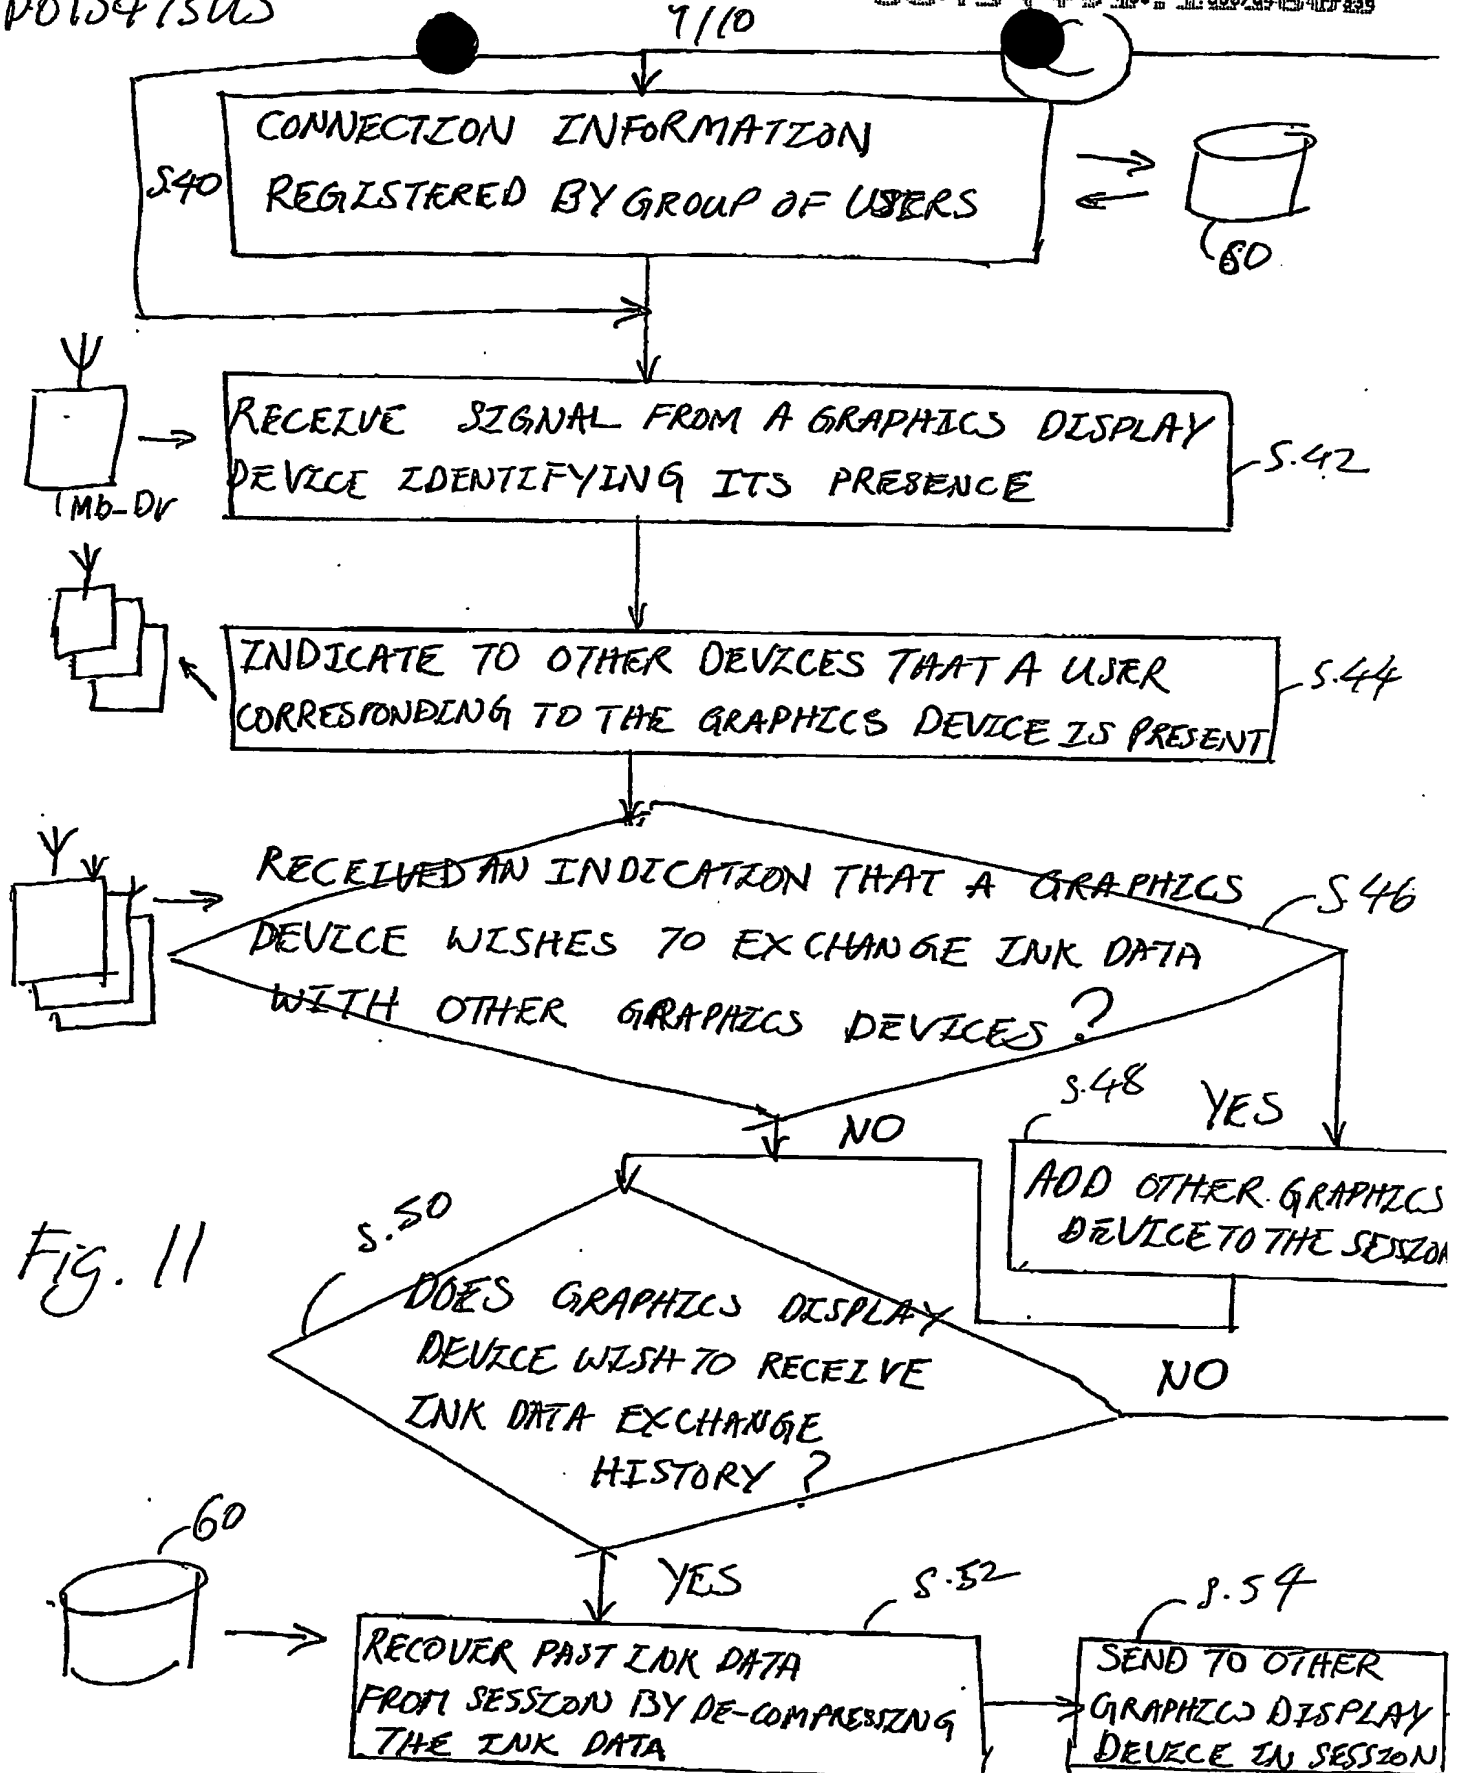 P015475US
9/10
CONNECTION INFORMATION
S.40
REGISTERED BY GROUP OF USERS
60
RECEIVE SIGNAL FROM A GRAPHICS DISPLAY
DEVICE IDENTIFYING ITS PRESENCE
S.42
Mb-Dr
INDICATE TO OTHER DEVICES THAT A USER
CORRESPONDING TO THE GRAPHICS DEVICE IS PRESENT
S.44
RECEIVED AN INDICATION THAT A GRAPHICS
DEVICE WISHES TO EXCHANGE INK DATA
WITH OTHER GRAPHICS DEVICES?
S.46
NO
S.48
YES
ADD OTHER GRAPHICS
DEVICE TO THE SESSION
Fig. 11
S.50
DOES GRAPHICS DISPLAY
DEVICE WISH TO RECEIVE
INK DATA EXCHANGE
HISTORY?
NO
60
YES
S.52
S.54
RECOVER PAST INK DATA
FROM SESSION BY DE-COMPRESSING
THE INK DATA
SEND TO OTHER
GRAPHICS DISPLAY
DEVICE IN SESSION